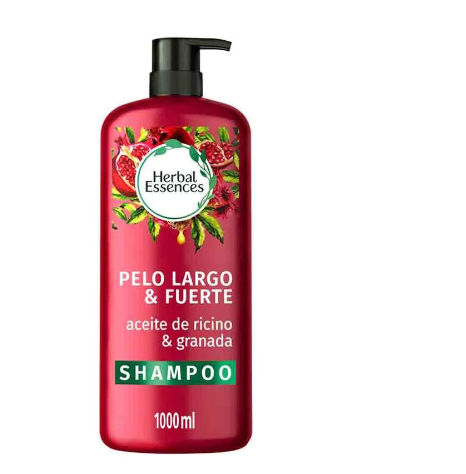 Herbal
Essences
PELO LARGO
& FUERTE
aceite de ricino
& granada
SHAMPOO
1000ml